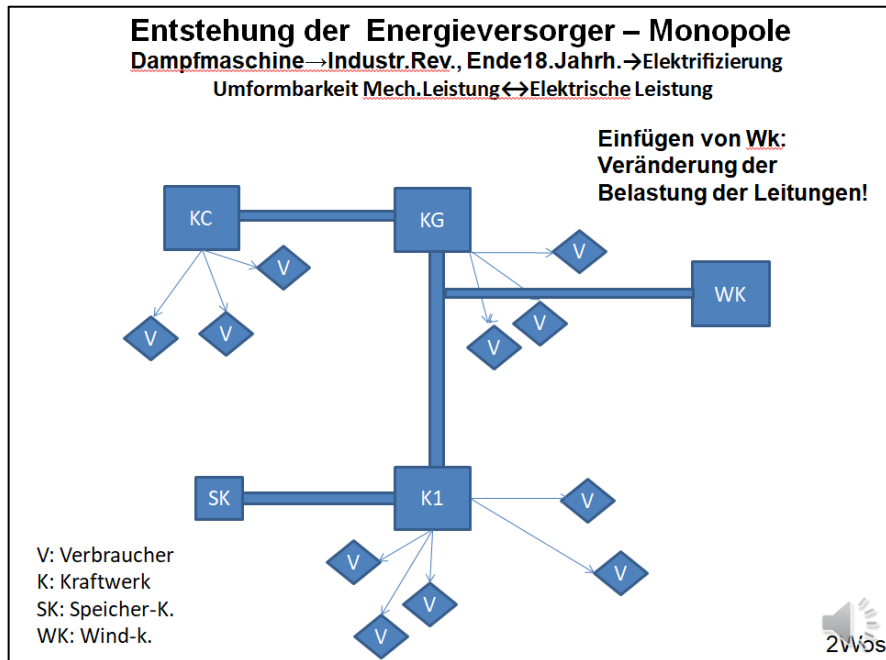 Entstehung der Energieversorger – Monopole
Dampfmaschine→Industr.Rev., Ende18.Jahrh.→Elektrifizierung
Umformbarkeit Mech.Leistung↔Elektrische Leistung
Einfügen von Wk:
Veränderung der
Belastung der Leitungen!
KC
KG
V
V
WK
V
V
V
V
SK
K1
V
V
V
V
V
V: Verbraucher
K: Kraftwerk
SK: Speicher-K.
WK: Wind-k.
2Wos